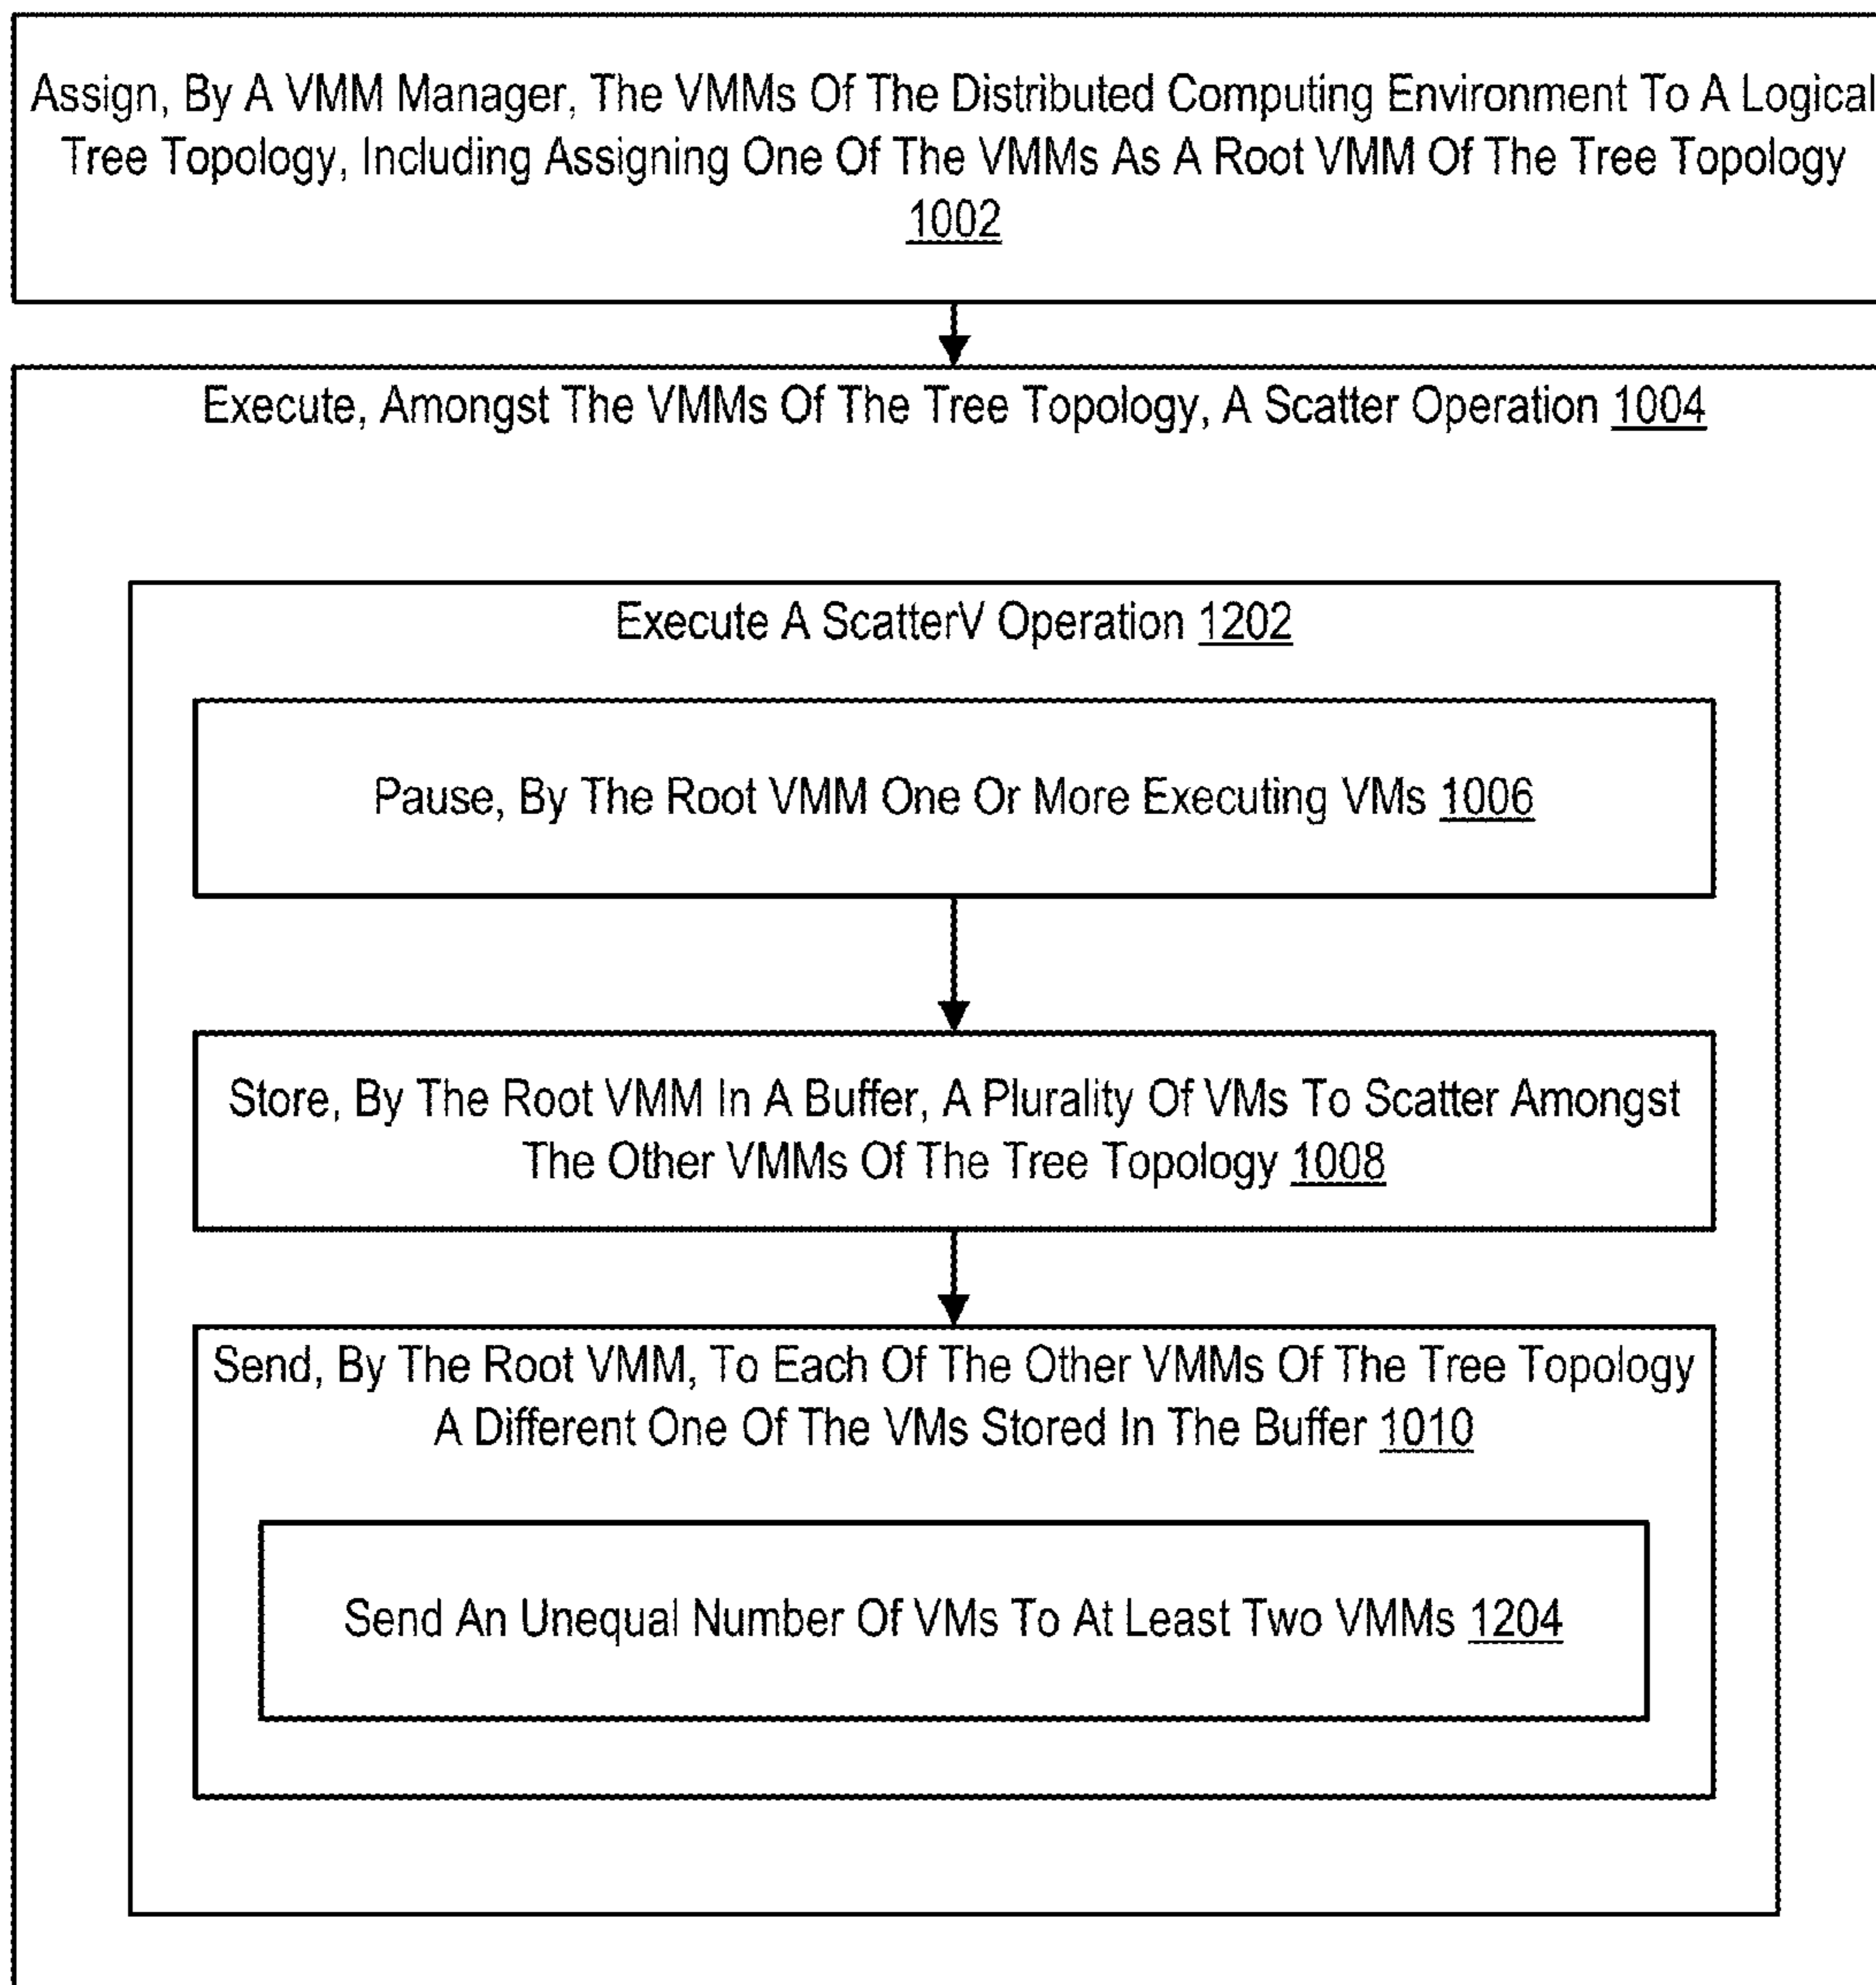 Assign, By A VMM Manager, The VMMs Of The Distributed Computing Environment To A Logical
Tree Topology, Including Assigning One Of The VMMs As A Root VMM Of The Tree Topology
1002
Execute, Amongst The VMMs Of The Tree Topology, A Scatter Operation 1004
Execute A ScatterV Operation 1202
Pause, By The Root VMM One Or More Executing VMs 1006
Store, By The Root VMM In A Buffer, A Plurality Of VMs To Scatter Amongst
The Other VMMs Of The Tree Topology 1008
Send, By The Root VMM, To Each Of The Other VMMs Of The Tree Topology
A Different One Of The VMs Stored In The Buffer 1010
Send An Unequal Number Of VMs To At Least Two VMMs 1204